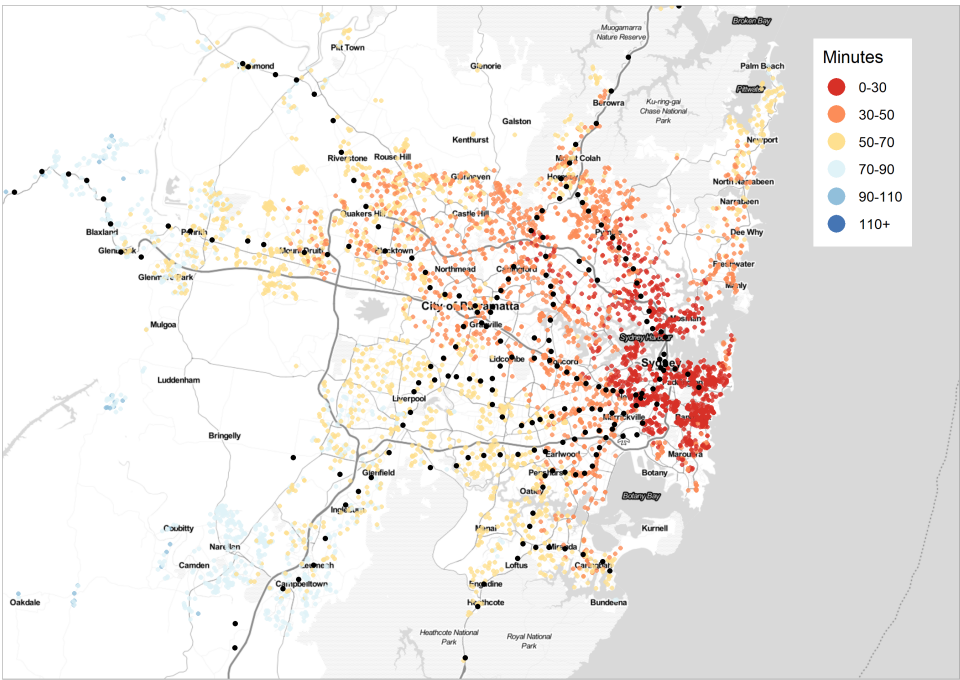 Broken Bay
Muogamarra
Nature Reserve
Pitt Town
Glenorie
Palm Beach
Minutes
0-30
30-50
50-70
70-90
90-110
110+
Pittwater
Berowra
Ku-ring-gai
Chase National
Park
Galston
Kenthurst
Newport
Riverstone
Rouse Hill
Mount Colah
Glenhaven
North Narrabeen
Narrabeen
Quakers Hill
Castle Hill
Blaxland
Penrith
Dee Why
Mount Druitt
Blacktown
Northmead
Carlingford
Freshwater
Glenmore Park
Manly
City of Parramatta
Mosman
Mulgoa
Granville
Sydney Harbour
Lidcombe
Concord
Sydney
Luddenham
Paddington
Liverpool
Marrickville
Bringelly
Earlwood
Maroubra
Glenfield
Botany
Oatley
Botany Bay
Ingleburn
Cobbitty
Menai
Kurnell
Narellan
Miranda
Camden
Loftus
Campbelltown
Engadine
Oakdale
Heathcote
Bundeena
Heathcote National
Park
Royal National
Park